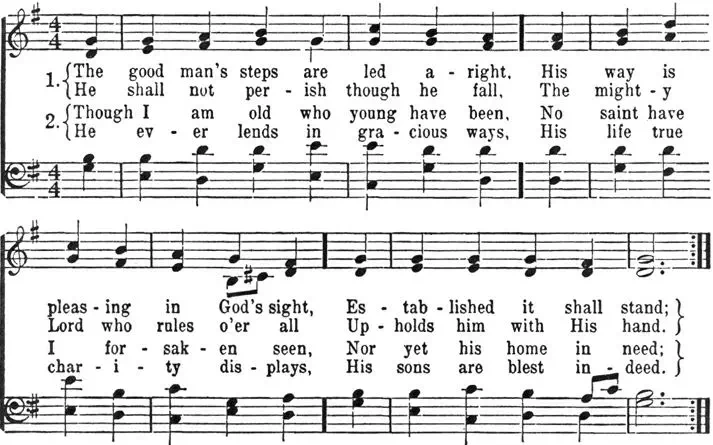 4 4
1. { The good man's steps are led a - right, His way is
He shall not per - ish though he fall, The might - y
2. { Though I am old who young have been, No saint have
He ev - er lends in gra - cious ways, His life true
4 4
pleas - ing in God's sight, Es - tab - lished it shall stand; }
Lord who rules o'er all Up - holds him with His hand.
I for - sak - en seen, Nor yet his home in need; }
char - i - ty dis - plays, His sons are blest in - deed.